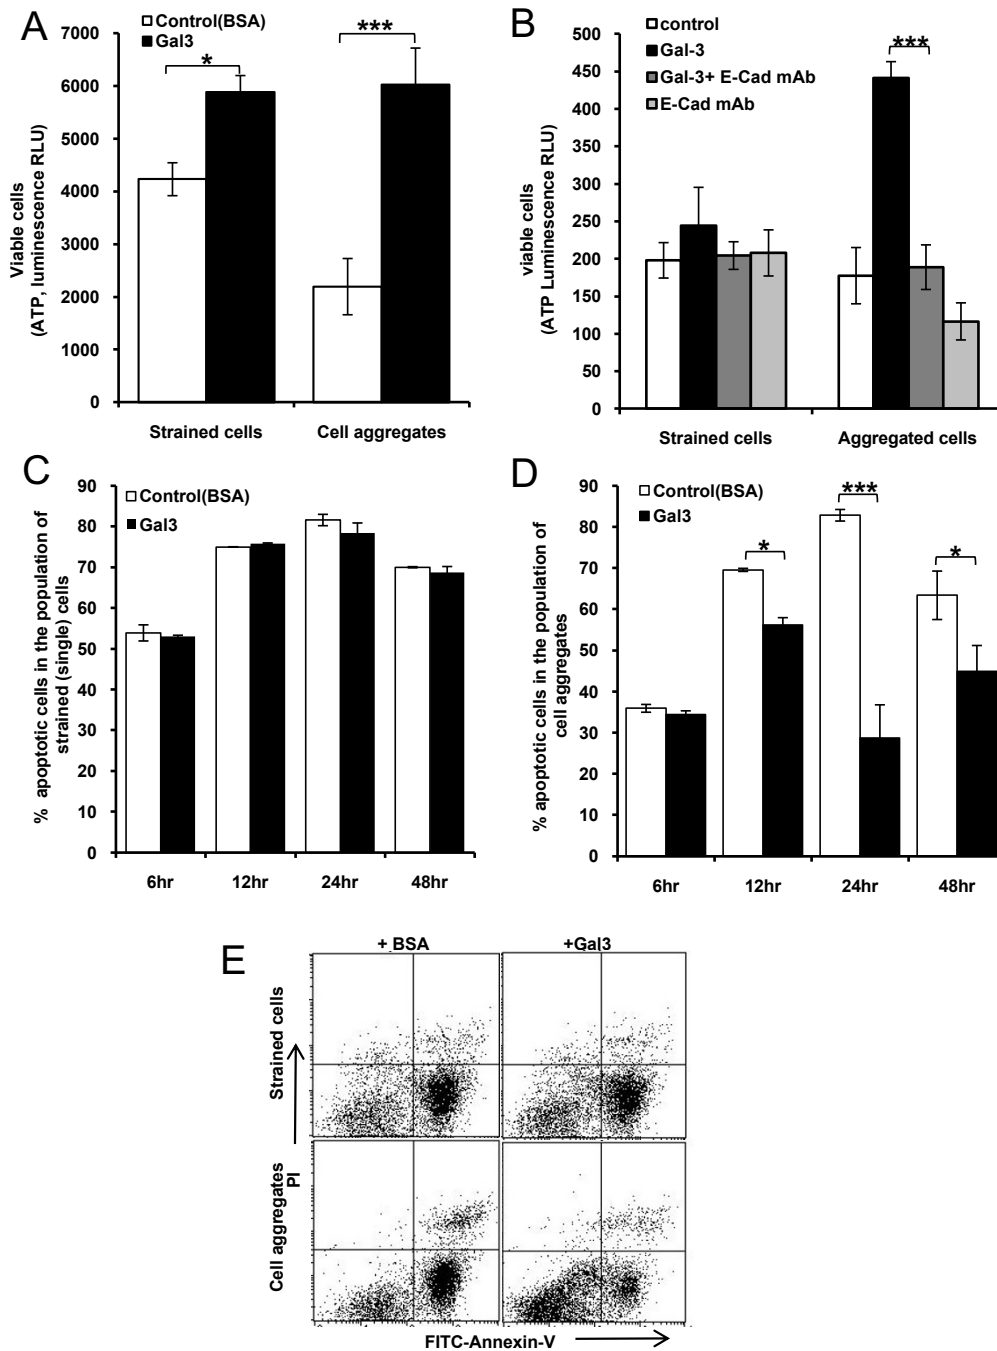 A
Control(BSA)
Gal3
7000
6000
5000
4000
3000
2000
1000
0
Viable cells
(ATP, luminescence RLU)
*
***
Strained cells
Cell aggregates
B
control
Gal-3
Gal-3+ E-Cad mAb
E-Cad mAb
500
450
400
350
300
250
200
150
100
50
0
viable cells
(ATP Luminescence RLU)
***
Strained cells
Aggregated cells
C
Control(BSA)
Gal3
90
80
70
60
50
40
30
20
10
0
% apoptotic cells in the population of
strained (single) cells
6hr
12hr
24hr
48hr
D
Control(BSA)
Gal3
90
80
70
60
50
40
30
20
10
0
% apoptotic cells in the population of
cell aggregates
*
***
*
6hr
12hr
24hr
48hr
E
+ BSA
+Gal3
Strained cells
Cell aggregates
PI
FITC-Annexin-V